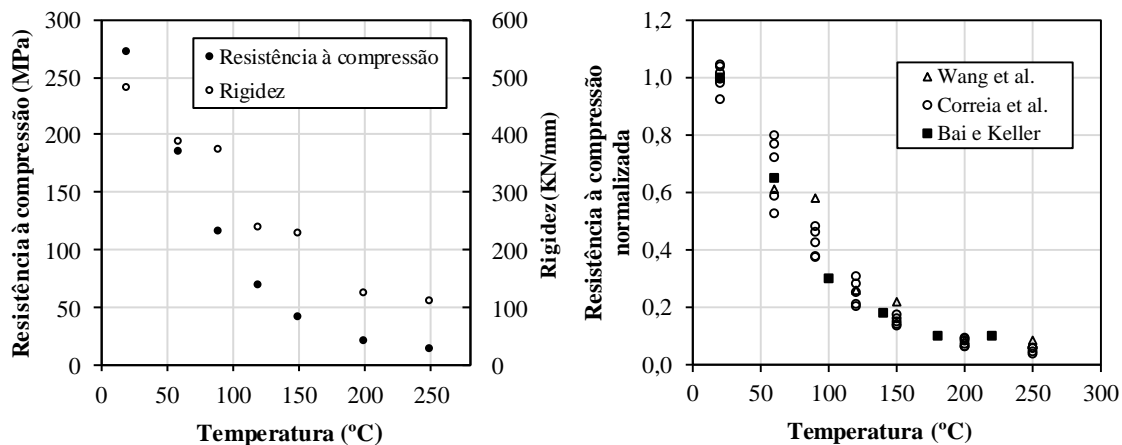 300
250
200
150
100
50
0
Resistência à compressão (MPa)
Resistência à compressão
Rigidez
600
500
400
300
200
100
0
Rigidez (KN/mm)
0 50 100 150 200 250
Temperatura (ºC)
1,2
1,0
0,8
0,6
0,4
0,2
0,0
Resistência à compressão
normalizada
Wang et al.
Correia et al.
Bai e Keller
0 50 100 150 200 250 300
Temperatura (ºC)